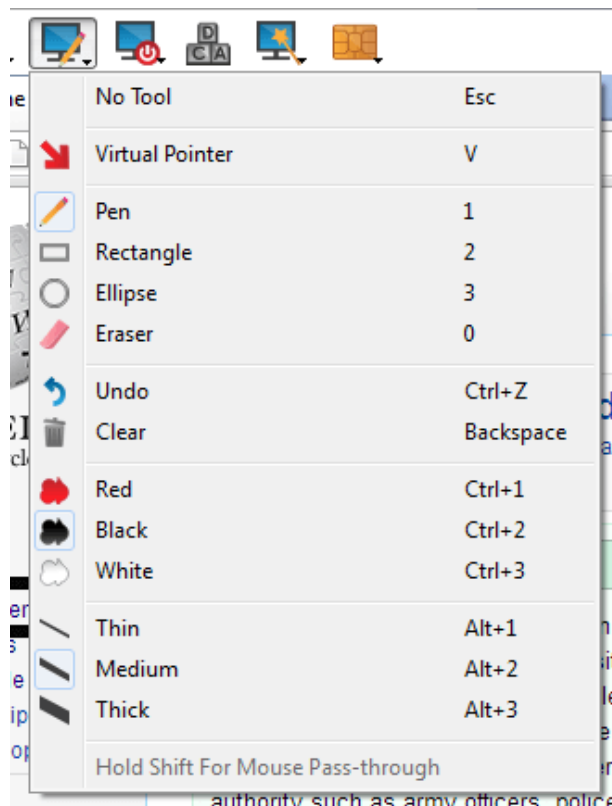 D
C A
No Tool Esc
Virtual Pointer V
Pen 1
Rectangle 2
Ellipse 3
Eraser 0
Undo Ctrl+Z
Clear Backspace
Red Ctrl+1
Black Ctrl+2
White Ctrl+3
Thin Alt+1
Medium Alt+2
Thick Alt+3
Hold Shift For Mouse Pass-through
authority such as army officers, police